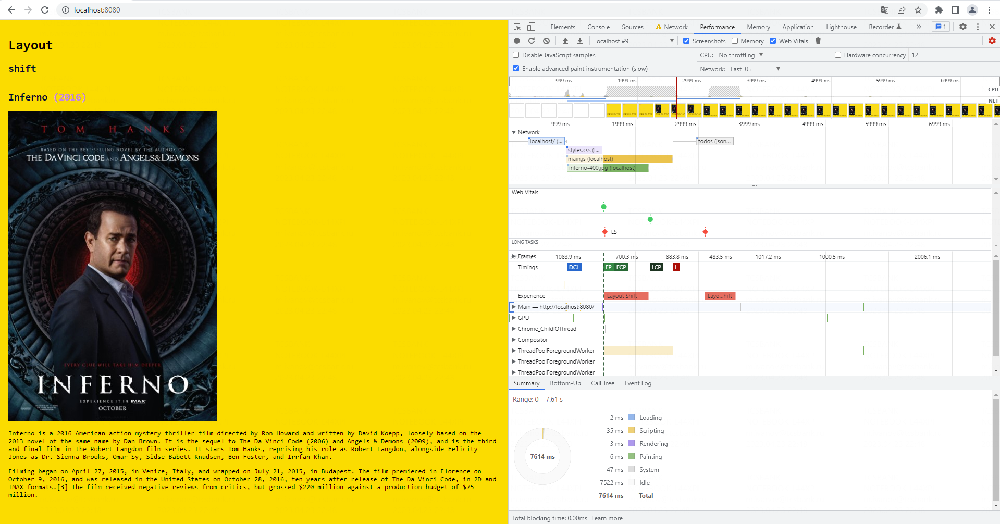 localhost:8080
Layout
shift
Inferno (2016)
TOM HANKS
BASED ON THE BEST-SELLING NOVEL BY THE AUTHOR OF
THE DAVINCI CODE AND ANGELS & DEMONS
EVERY CLUE WILL TAKE HIM DEEPER
INFERNO
EXPERIENCE IT IN IMAX
OCTOBER
Inferno is a 2016 American action mystery thriller film directed by Ron Howard and written by David Koepp, loosely based on the
2013 novel of the same name by Dan Brown. It is the sequel to The Da Vinci Code (2006) and Angels & Demons (2009), and is the third
and final film in the Robert Langdon film series. It stars Tom Hanks, reprising his role as Robert Langdon, alongside Felicity
Jones as Dr. Sienna Brooks, Omar Sy, Sidse Babett Knudsen, Ben Foster, and Irrfan Khan.
Filming began on April 27, 2015, in Venice, Italy, and wrapped on July 21, 2015, in Budapest. The film premiered in Florence on
October 9, 2016, and was released in the United States on October 28, 2016, ten years after release of The Da Vinci Code, in 2D and
IMAX formats.[3] The film received negative reviews from critics, but grossed $220 million against a production budget of $75
million.
Elements Console Sources Network Performance Memory Application Lighthouse Recorder 1
localhost #9 Screenshots Memory Web Vitals
Disable JavaScript samples CPU: No throttling Hardware concurrency 12
Enable advanced paint instrumentation (slow) Network: Fast 3G
999 ms 1999 ms 2999 ms 3999 ms 4999 ms 5999 ms 6999 ms
CPU
NET
999 ms 1999 ms 2999 ms 3999 ms 4999 ms 5999 ms 6999 ms
Network
localhost/ (... todos (json...
styles.css (l...
main.js (localhost)
inferno-400.jpg (localhost)
Web Vitals
LS
LONG TASKS
Frames 1083.9 ms 700.3 ms 883.8 ms 483.5 ms 1017.2 ms 1000.5 ms 2006.1 ms
Timings DCL FP FCP LCP L
Experience Layout Shift Layo...hift
Main — http://localhost:8080/
GPU
Chrome_ChildIOThread
Compositor
ThreadPoolForegroundWorker
ThreadPoolForegroundWorker
ThreadPoolForegroundWorker
Summary Bottom-Up Call Tree Event Log
Range: 0 – 7.61 s
2 ms Loading
35 ms Scripting
3 ms Rendering
7614 ms
6 ms Painting
47 ms System
7522 ms Idle
7614 ms Total
Total blocking time: 0.00ms Learn more